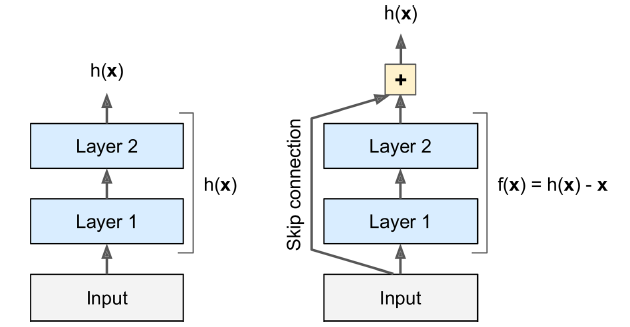 h(x)
Layer 2
h(x)
Layer 1
Input
h(x)
+
Skip connection
Layer 2
f(x) = h(x) - x
Layer 1
Input